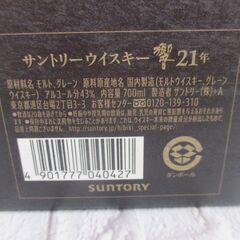 サントリーウイスキー 響 21年
原材料名 モルト、グレーン 原料原産地名 国内製造(モルトウイスキー、グレーン
ウイスキー) アルコール分43% 内容量700ml 製造者 サントリー(株)+A
東京都港区台場2丁目3-3 お客様センター 0120-139-310
http://suntory.jp/hibiki_special-page/
4 901777 040427
ダンボール
SUNTORY